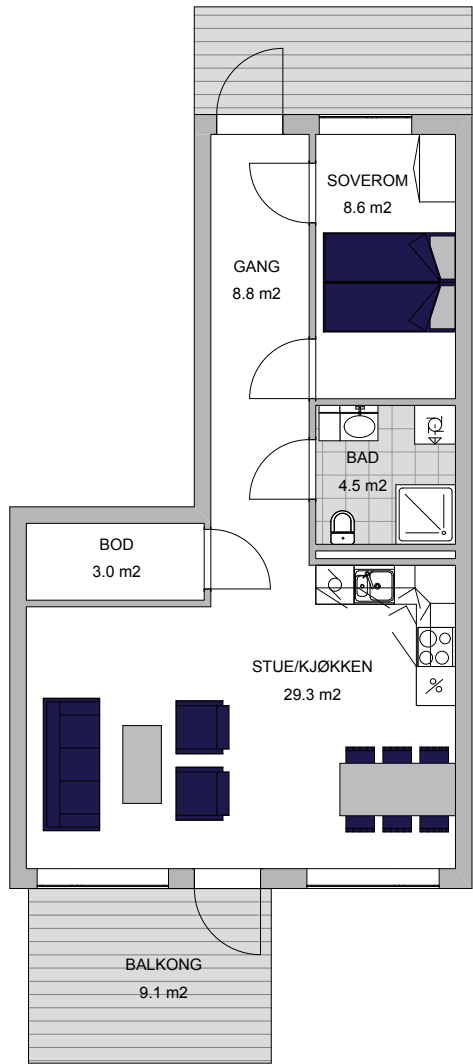 SOVEROM
8.6 m2
GANG
8.8 m2
BAD
4.5 m2
BOD
3.0 m2
STUE/KJØKKEN
29.3 m2
%
BALKONG
9.1 m2